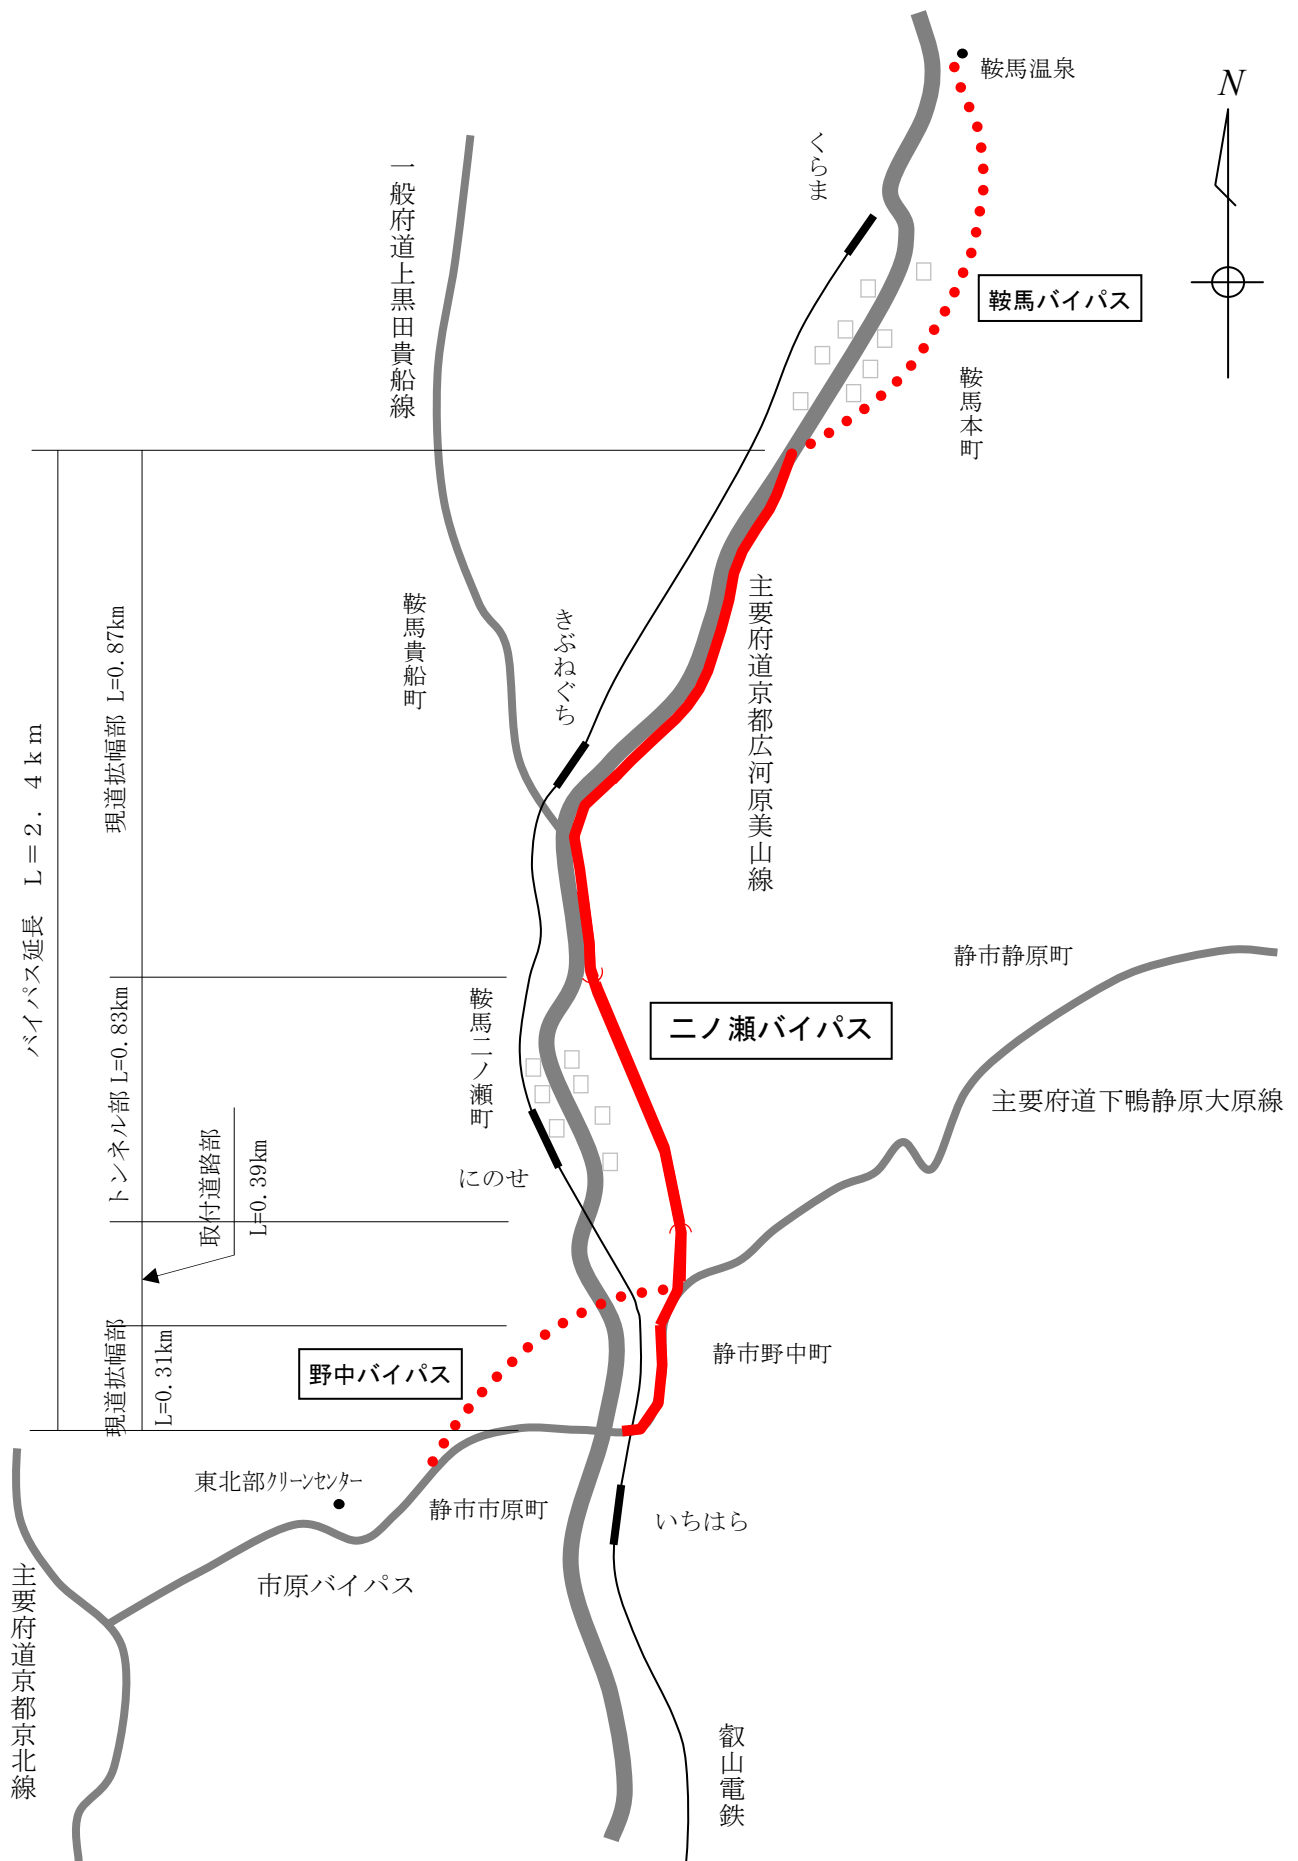 鞍馬温泉
N
くらま
一般府道上黒田貴船線
鞍馬バイパス
鞍馬本町
主要府道京都広河原美山線
鞍馬貴船町
きぶねぐち
現道拡幅部 L=0.87km
バイパス延長 L=2.4km
静市静原町
鞍馬二ノ瀬町
二ノ瀬バイパス
主要府道下鴨静原大原線
トンネル部 L=0.83km
取付道路部
L=0.39km
にのせ
静市野中町
現道拡幅部
L=0.31km
野中バイパス
東北部クリーンセンター
静市市原町
いちはら
市原バイパス
主要府道京都京北線
叡山電鉄